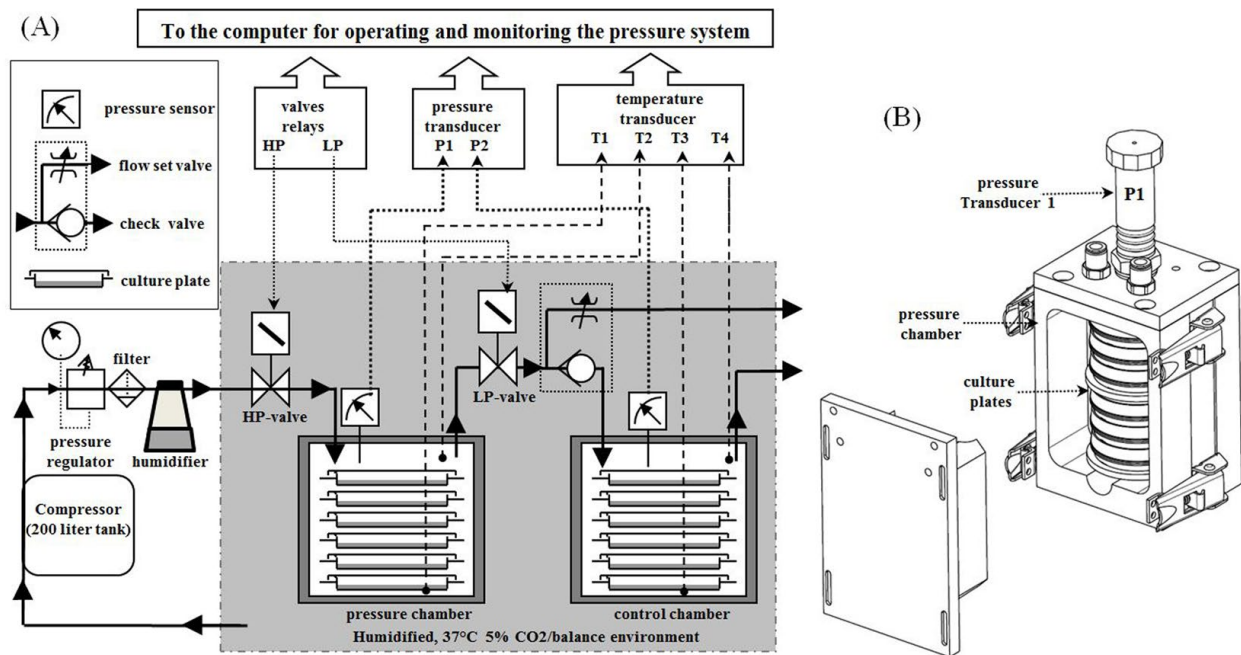 (A)
To the computer for operating and monitoring the pressure system
pressure sensor
flow set valve
check valve
culture plate
valves
relays
HP LP
pressure
transducer
P1 P2
temperature
transducer
T1 T2 T3 T4
filter
pressure
regulator
humidifier
Compressor
(200 liter tank)
HP-valve
LP-valve
pressure chamber
control chamber
Humidified, 37°C 5% CO2/balance environment
(B)
pressure
Transducer 1
P1
pressure
chamber
culture
plates